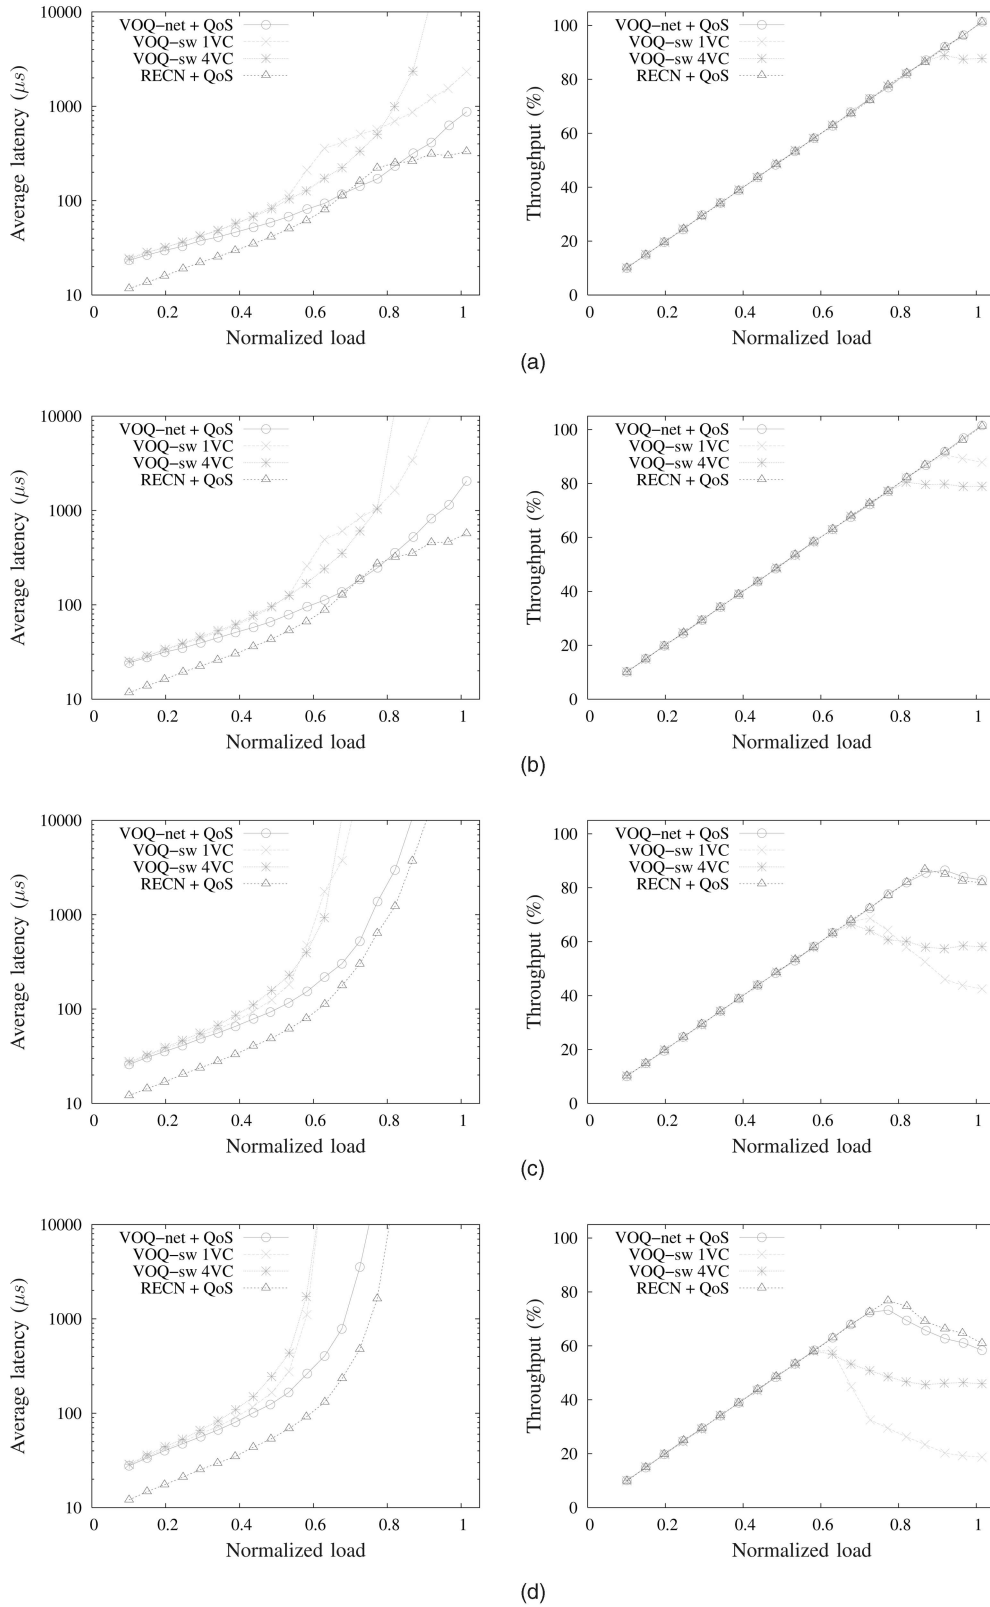 Average latency (μs)
10000
1000
100
10
VOQ−net + QoS
VOQ−sw 1VC
VOQ−sw 4VC
RECN + QoS
0 0.2 0.4 0.6 0.8 1
Normalized load
Throughput (%)
100
80
60
40
20
0
VOQ−net + QoS
VOQ−sw 1VC
VOQ−sw 4VC
RECN + QoS
0 0.2 0.4 0.6 0.8 1
Normalized load
(a)
Average latency (μs)
10000
1000
100
10
VOQ−net + QoS
VOQ−sw 1VC
VOQ−sw 4VC
RECN + QoS
0 0.2 0.4 0.6 0.8 1
Normalized load
Throughput (%)
100
80
60
40
20
0
VOQ−net + QoS
VOQ−sw 1VC
VOQ−sw 4VC
RECN + QoS
0 0.2 0.4 0.6 0.8 1
Normalized load
(b)
Average latency (μs)
10000
1000
100
10
VOQ−net + QoS
VOQ−sw 1VC
VOQ−sw 4VC
RECN + QoS
0 0.2 0.4 0.6 0.8 1
Normalized load
Throughput (%)
100
80
60
40
20
0
VOQ−net + QoS
VOQ−sw 1VC
VOQ−sw 4VC
RECN + QoS
0 0.2 0.4 0.6 0.8 1
Normalized load
(c)
Average latency (μs)
10000
1000
100
10
VOQ−net + QoS
VOQ−sw 1VC
VOQ−sw 4VC
RECN + QoS
0 0.2 0.4 0.6 0.8 1
Normalized load
Throughput (%)
100
80
60
40
20
0
VOQ−net + QoS
VOQ−sw 1VC
VOQ−sw 4VC
RECN + QoS
0 0.2 0.4 0.6 0.8 1
Normalized load
(d)